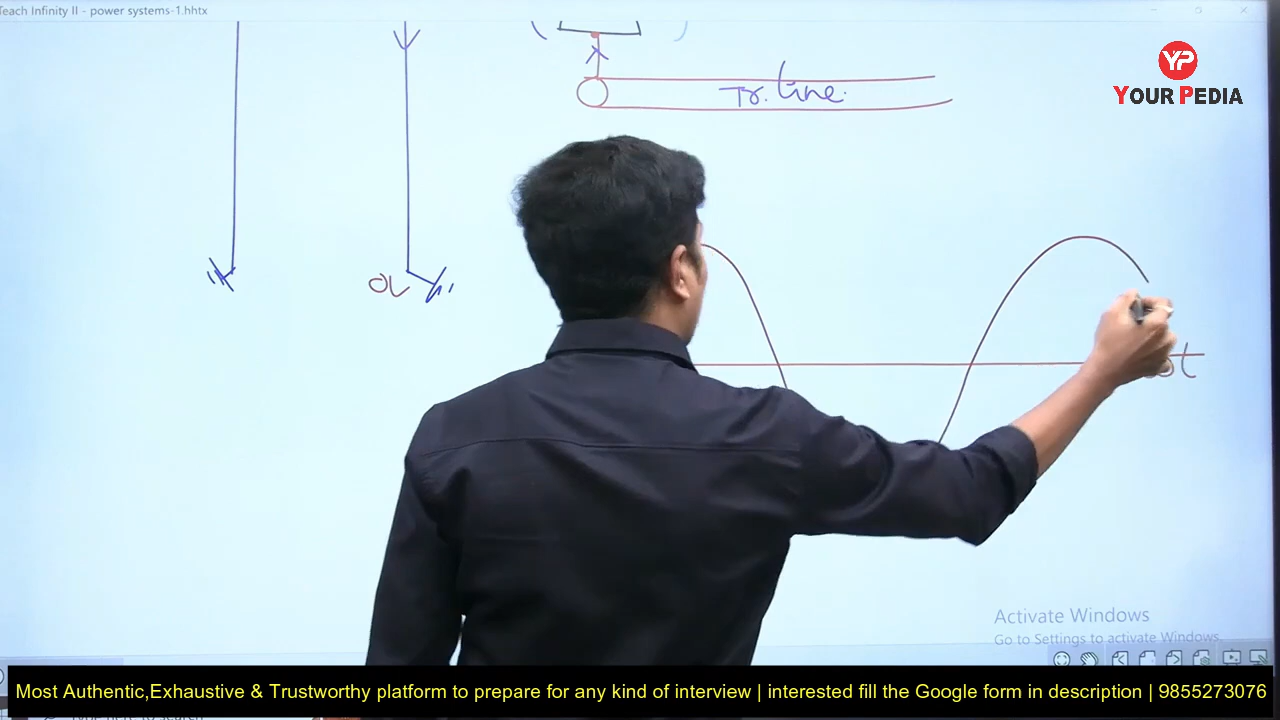 Teach Infinity II - power systems-1.hhtx
Tr. line.
YP
YOUR PEDIA
OL
t
Activate Windows
Go to Settings to activate Windows.
Most Authentic,Exhaustive & Trustworthy platform to prepare for any kind of interview | interested fill the Google form in description | 9855273076